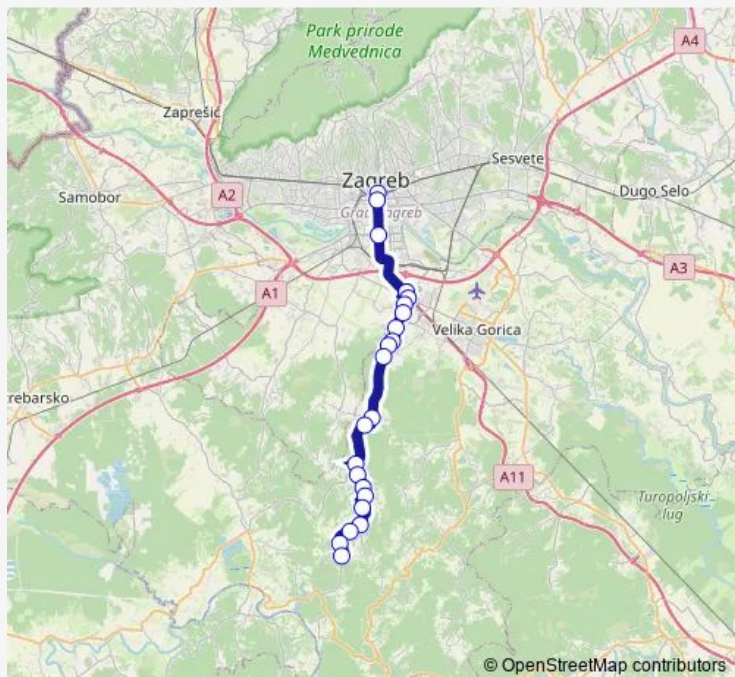 Park prirode
Medvednica
A4
Zaprešić
Sesvete
Zagreb
Samobor
A2
Dugo Selo
Grad Zagreb
A3
A1
Velika Gorica
rebarsko
A11
Turopoljski
lug
© OpenStreetMap contributors